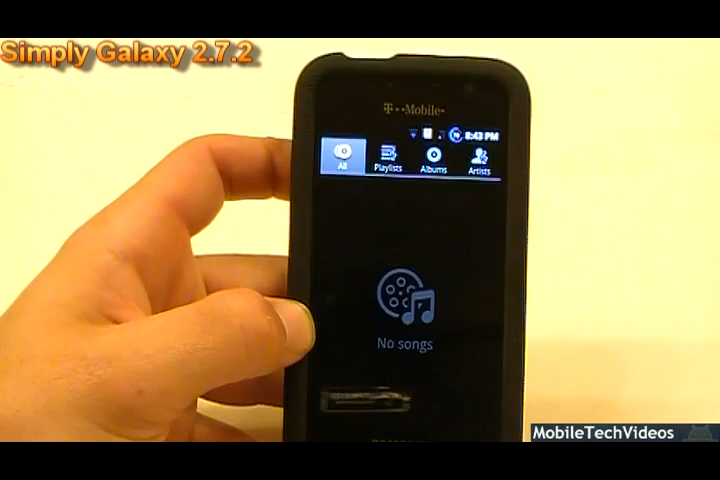 Simply Galaxy 2.7.2
T-Mobile
8:43 PM
All
Playlists
Albums
Artists
No songs
MobileTechVideos